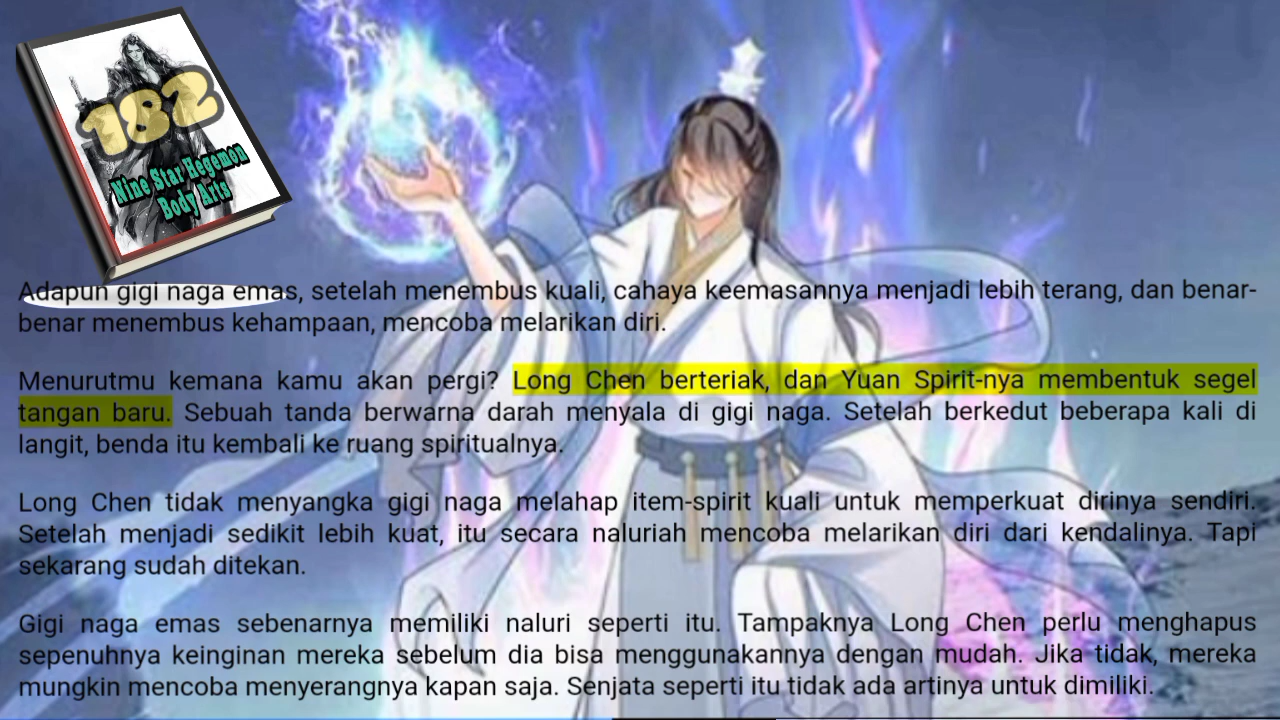 182
Nine Star Hegemon
Body Arts
Adapun gigi naga emas, setelah menembus kuali, cahaya keemasannya menjadi lebih terang, dan benar-
benar menembus kehampaan, mencoba melarikan diri.
Menurutmu kemana kamu akan pergi? Long Chen berteriak, dan Yuan Spirit-nya membentuk segel
tangan baru. Sebuah tanda berwarna darah menyala di gigi naga. Setelah berkedut beberapa kali di
langit, benda itu kembali ke ruang spiritualnya.
Long Chen tidak menyangka gigi naga melahap item-spirit kuali untuk memperkuat dirinya sendiri.
Setelah menjadi sedikit lebih kuat, itu secara naluriah mencoba melarikan diri dari kendalinya. Tapi
sekarang sudah ditekan.
Gigi naga emas sebenarnya memiliki naluri seperti itu. Tampaknya Long Chen perlu menghapus
sepenuhnya keinginan mereka sebelum dia bisa menggunakannya dengan mudah. Jika tidak, mereka
mungkin mencoba menyerangnya kapan saja. Senjata seperti itu tidak ada artinya untuk dimiliki.